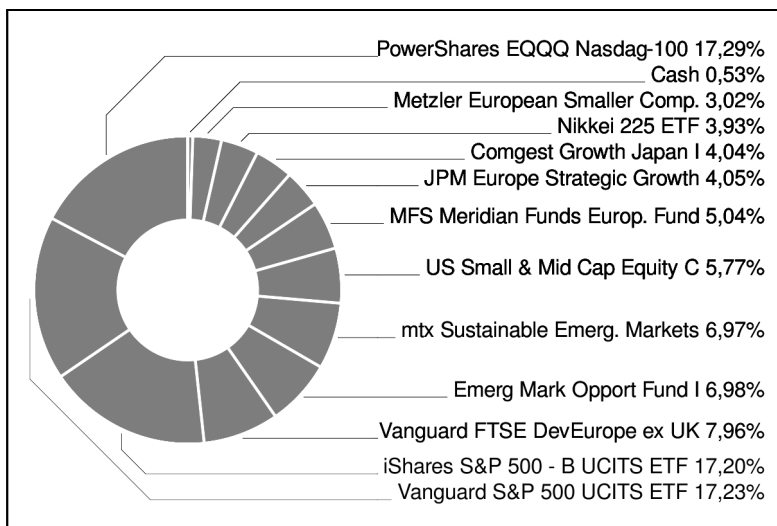 PowerShares EQQQ Nasdag-100 17,29%
Cash 0,53%
Metzler European Smaller Comp. 3,02%
Nikkei 225 ETF 3,93%
Comgest Growth Japan I 4,04%
JPM Europe Strategic Growth 4,05%
MFS Meridian Funds Europ. Fund 5,04%
US Small & Mid Cap Equity C 5,77%
mtx Sustainable Emerg. Markets 6,97%
Emerg Mark Opport Fund I 6,98%
Vanguard FTSE DevEurope ex UK 7,96%
iShares S&P 500 - B UCITS ETF 17,20%
Vanguard S&P 500 UCITS ETF 17,23%